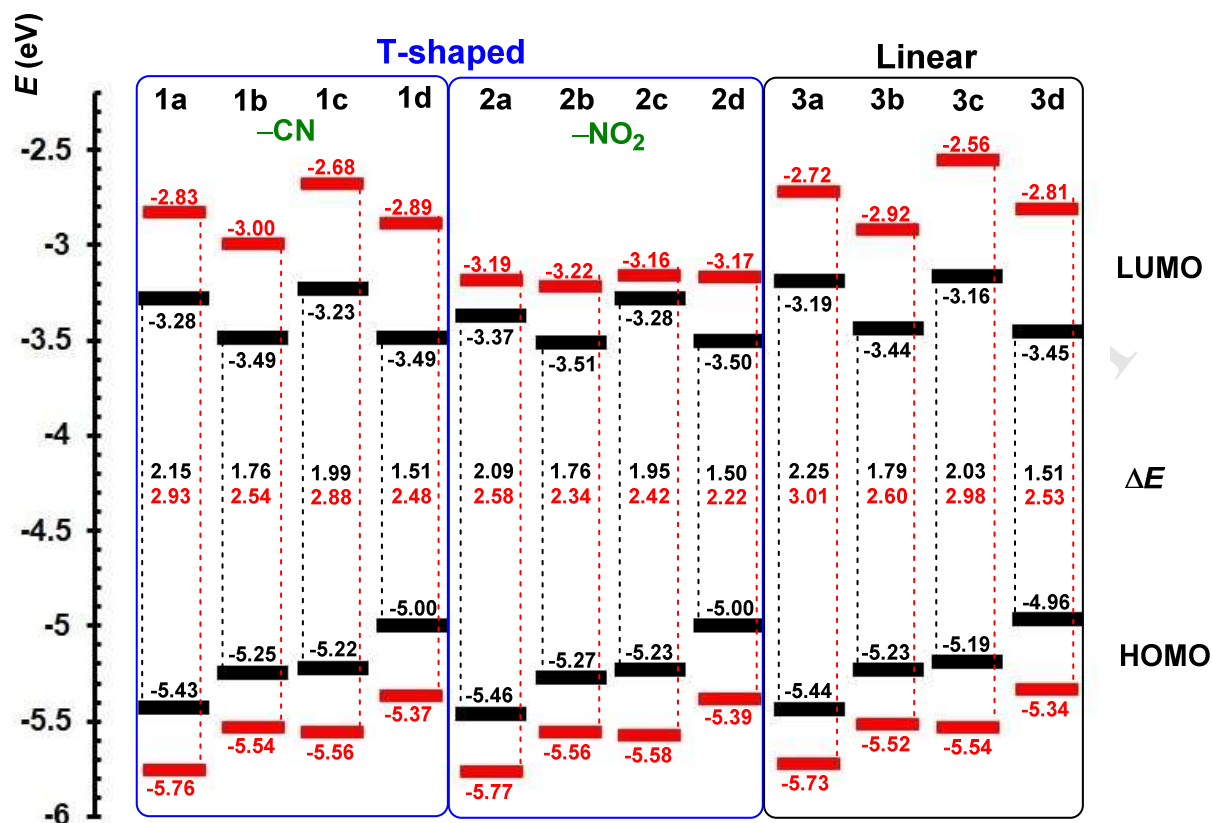 E (eV)
T-shaped
Linear
1a 1b 1c 1d 2a 2b 2c 2d 3a 3b 3c 3d
–CN
–NO2
-2.5
-3
-3.5
-4
-4.5
-5
-5.5
-6
-2.83 -3.00 -2.68 -2.89 -3.19 -3.22 -3.16 -3.17 -2.72 -2.92 -2.56 -2.81
LUMO
-3.28 -3.49 -3.23 -3.49 -3.37 -3.51 -3.28 -3.50 -3.19 -3.44 -3.16 -3.45
2.15 1.76 1.99 1.51 2.09 1.76 1.95 1.50 2.25 1.79 2.03 1.51
2.93 2.54 2.88 2.48 2.58 2.34 2.42 2.22 3.01 2.60 2.98 2.53
ΔE
-5.43 -5.25 -5.22 -5.00 -5.46 -5.27 -5.23 -5.00 -5.44 -5.23 -5.19 -4.96
HOMO
-5.76 -5.54 -5.56 -5.37 -5.77 -5.56 -5.58 -5.39 -5.73 -5.52 -5.54 -5.34